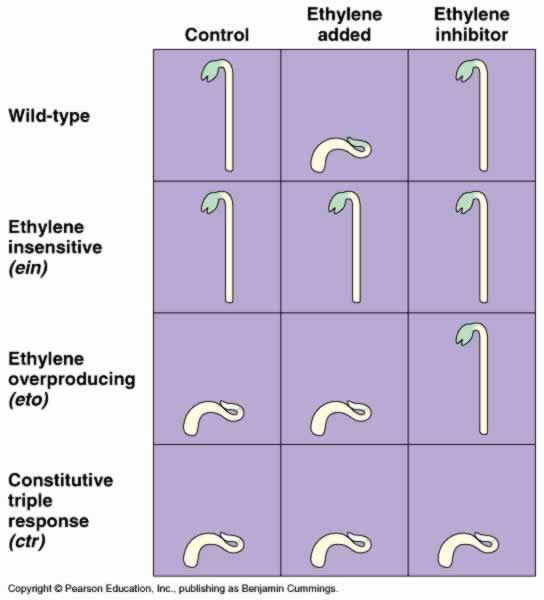 Control
Ethylene
added
Ethylene
inhibitor
Wild-type
Ethylene
insensitive
(ein)
Ethylene
overproducing
(eto)
Constitutive
triple
response
(ctr)
Copyright © Pearson Education, Inc., publishing as Benjamin Cummings.